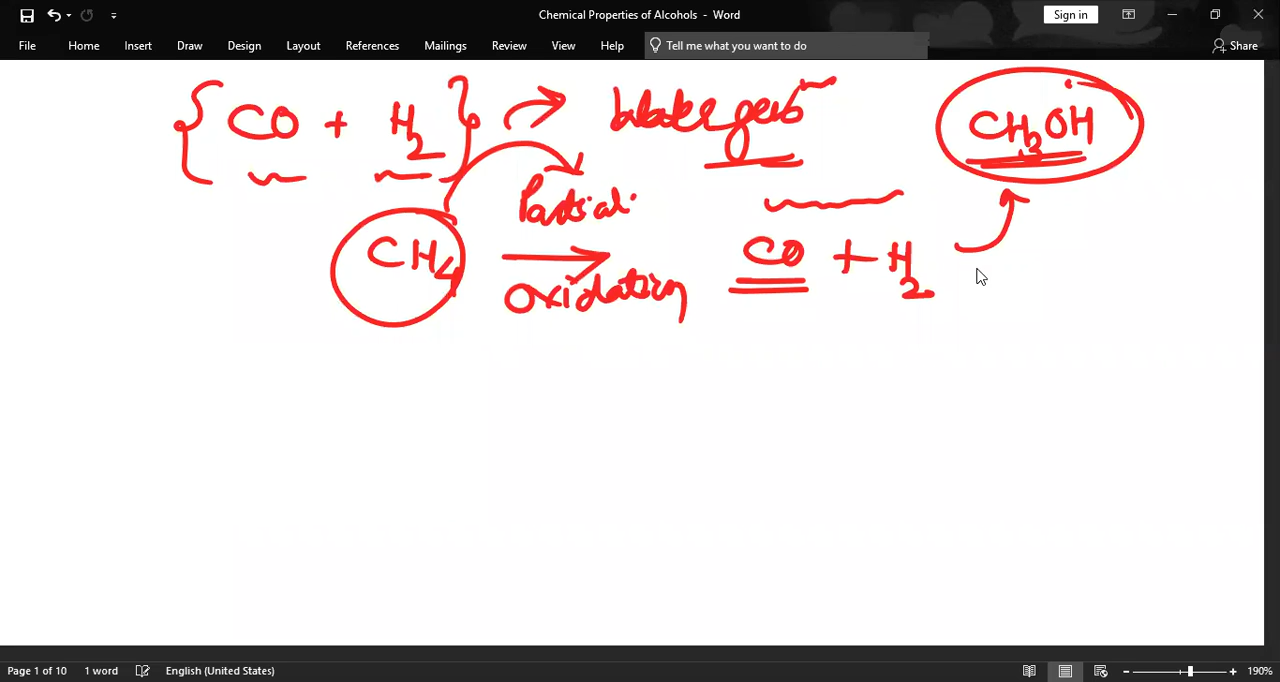 Chemical Properties of Alcohols - Word
Sign in
File Home Insert Draw Design Layout References Mailings Review View Help Tell me what you want to do Share
{CO + H₂} → water gas CH₃OH
Partial
CH₄ → CO + H₂
oxidation
Page 1 of 10 1 word English (United States) 190%